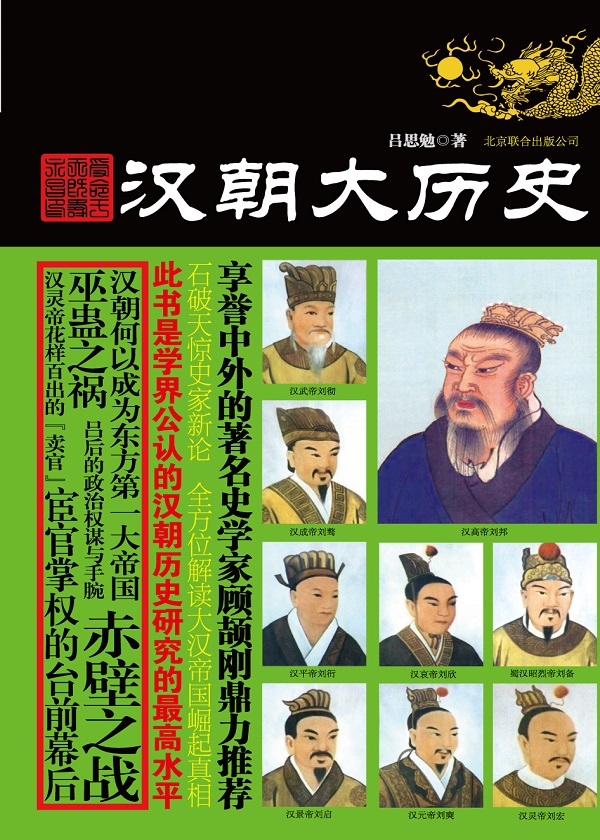 吕思勉◎著
北京联合出版公司
汉朝大历史
享誉中外的著名史学家顾颉刚鼎力推荐
石破天惊史家新论 全方位解读大汉帝国崛起真相
此书是学界公认的汉朝历史研究的最高水平
汉朝何以成为东方第一大帝国
赤壁之战
巫蛊之祸
吕后的政治权谋与手腕
汉灵帝花样百出的『卖官』
宦官掌权的台前幕后
汉武帝刘彻
汉高帝刘邦
汉成帝刘骜
汉平帝刘衎
汉哀帝刘欣
蜀汉昭烈帝刘备
汉景帝刘启
汉元帝刘奭
汉灵帝刘宏